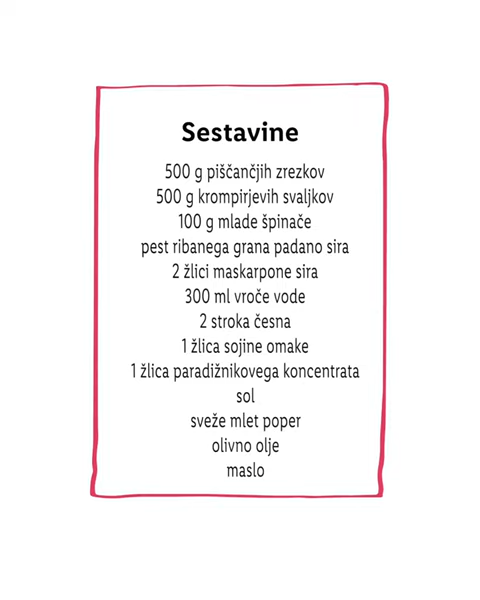 Sestavine
500 g piščančjih zrezkov
500 g krompirjevih svaljkov
100 g mlade špinače
pest ribanega grana padano sira
2 žlici maskarpone sira
300 ml vroče vode
2 stroka česna
1 žlica sojine omake
1 žlica paradižnikovega koncentrata
sol
sveže mlet poper
olivno olje
maslo